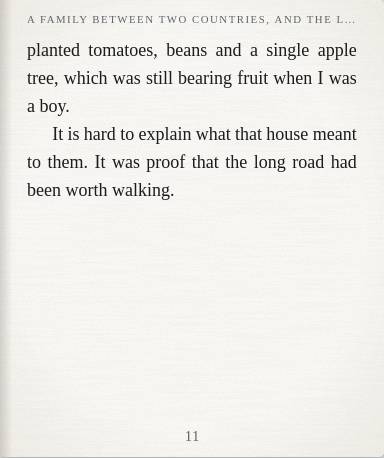 A FAMILY BETWEEN TWO COUNTRIES, AND THE L…
planted tomatoes, beans and a single apple
tree, which was still bearing fruit when I was
a boy.
It is hard to explain what that house meant
to them. It was proof that the long road had
been worth walking.
11